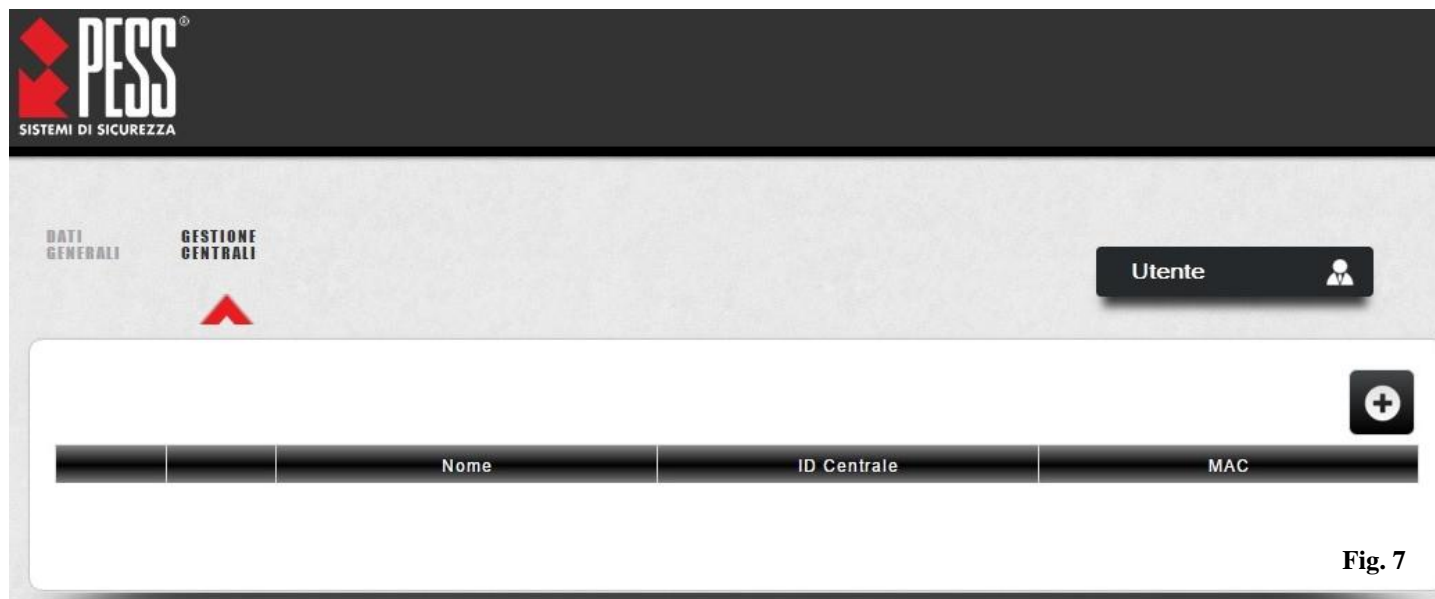 PESS®
SISTEMI DI SICUREZZA
DATI
GENERALI
GESTIONE
CENTRALI
Utente
Nome ID Centrale MAC
Fig. 7